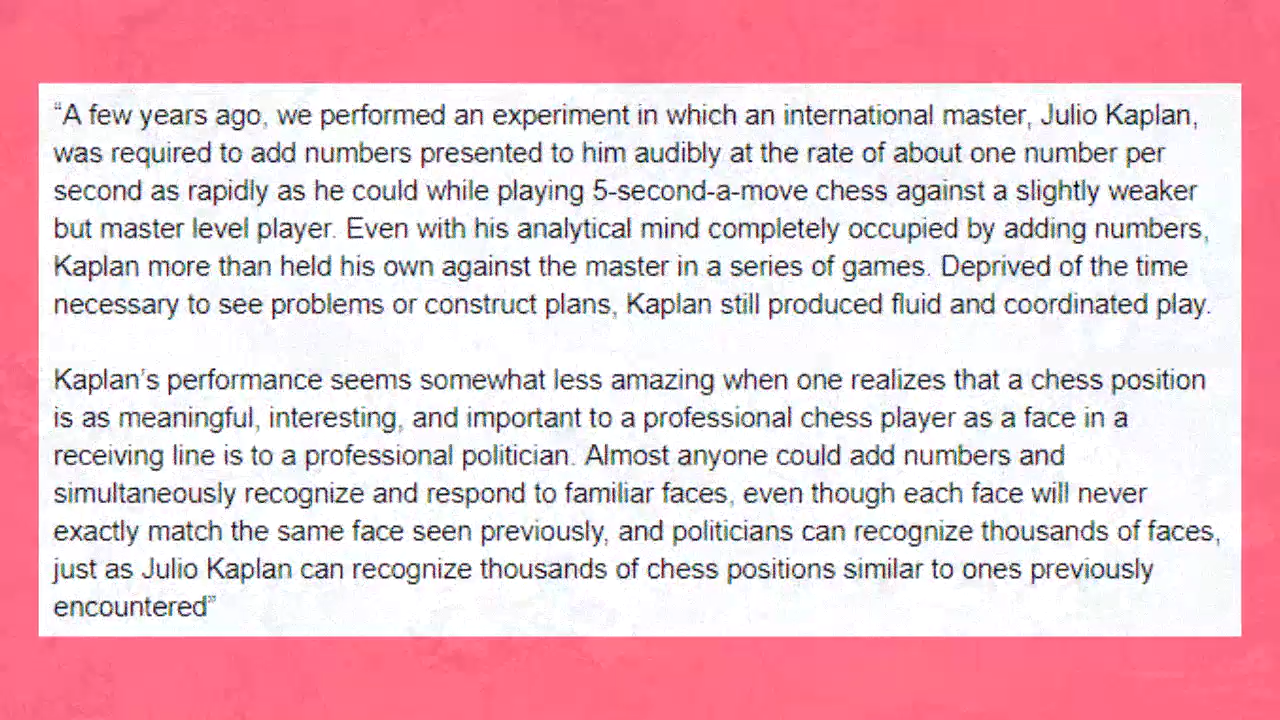 “A few years ago, we performed an experiment in which an international master, Julio Kaplan,
was required to add numbers presented to him audibly at the rate of about one number per
second as rapidly as he could while playing 5-second-a-move chess against a slightly weaker
but master level player. Even with his analytical mind completely occupied by adding numbers,
Kaplan more than held his own against the master in a series of games. Deprived of the time
necessary to see problems or construct plans, Kaplan still produced fluid and coordinated play.
Kaplan’s performance seems somewhat less amazing when one realizes that a chess position
is as meaningful, interesting, and important to a professional chess player as a face in a
receiving line is to a professional politician. Almost anyone could add numbers and
simultaneously recognize and respond to familiar faces, even though each face will never
exactly match the same face seen previously, and politicians can recognize thousands of faces,
just as Julio Kaplan can recognize thousands of chess positions similar to ones previously
encountered”